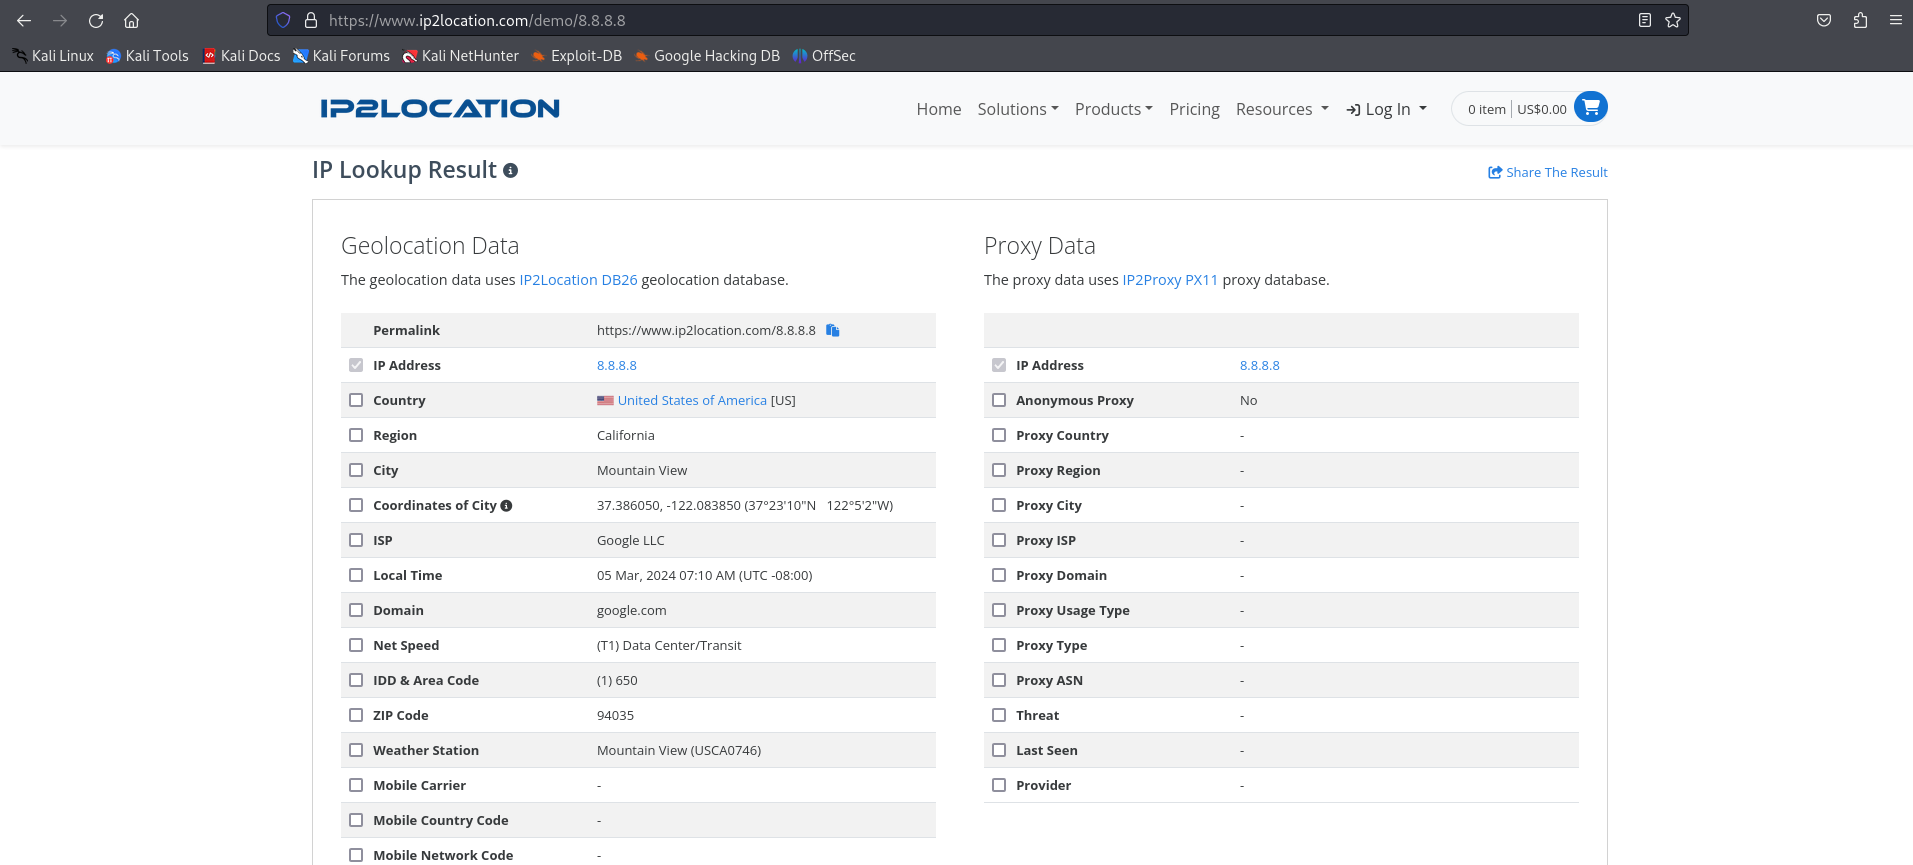 https://www.ip2location.com/demo/8.8.8.8
Kali Linux Kali Tools Kali Docs Kali Forums Kali NetHunter Exploit-DB Google Hacking DB OffSec
IP2LOCATION Home Solutions Products Pricing Resources Log In 0 item US$0.00
IP Lookup Result
Share The Result
Geolocation Data
The geolocation data uses IP2Location DB26 geolocation database.
Permalink https://www.ip2location.com/8.8.8.8
IP Address 8.8.8.8
Country United States of America [US]
Region California
City Mountain View
Coordinates of City 37.386050, -122.083850 (37°23'10"N 122°5'2"W)
ISP Google LLC
Local Time 05 Mar, 2024 07:10 AM (UTC -08:00)
Domain google.com
Net Speed (T1) Data Center/Transit
IDD & Area Code (1) 650
ZIP Code 94035
Weather Station Mountain View (USCA0746)
Mobile Carrier -
Mobile Country Code -
Mobile Network Code -
Proxy Data
The proxy data uses IP2Proxy PX11 proxy database.
IP Address 8.8.8.8
Anonymous Proxy No
Proxy Country -
Proxy Region -
Proxy City -
Proxy ISP -
Proxy Domain -
Proxy Usage Type -
Proxy Type -
Proxy ASN -
Threat -
Last Seen -
Provider -